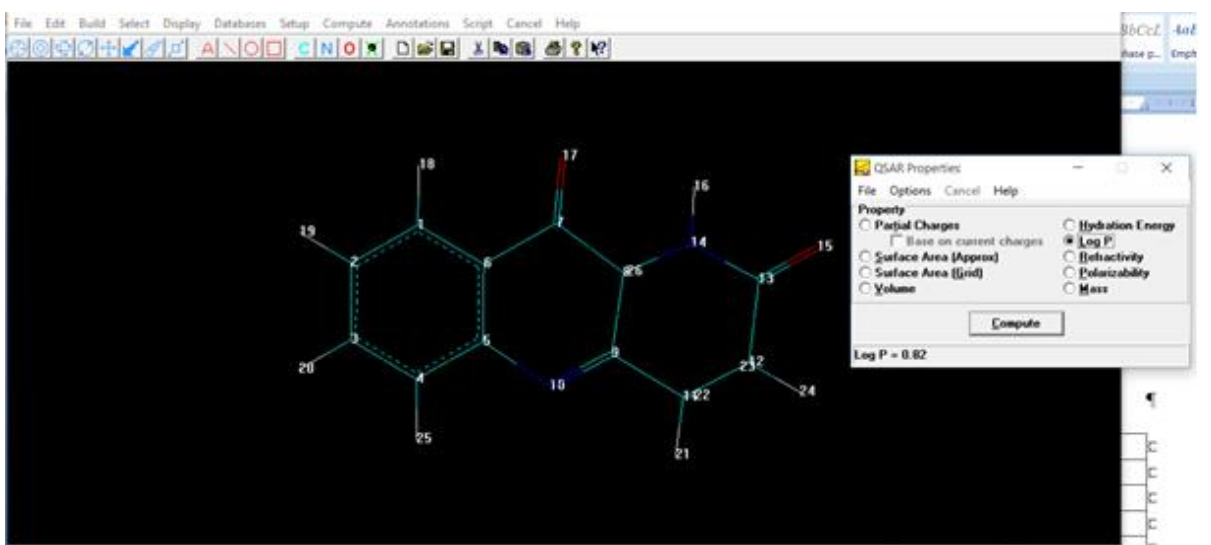 File Edit Build Select Display Databases Setup Compute Annotations Script Cancel Help
A C N O
18
17
19
16
1
7
14
15
2
6
8 26
13
3
5
9
12
20
4
10
23
11 22
24
25
21
QSAR Properties
File Options Cancel Help
Property
Partial Charges
Hydration Energy
Base on current charges
Log P
Surface Area (Approx)
Refractivity
Surface Area (Grid)
Polarizability
Volume
Mass
Compute
Log P = 0.82
¶